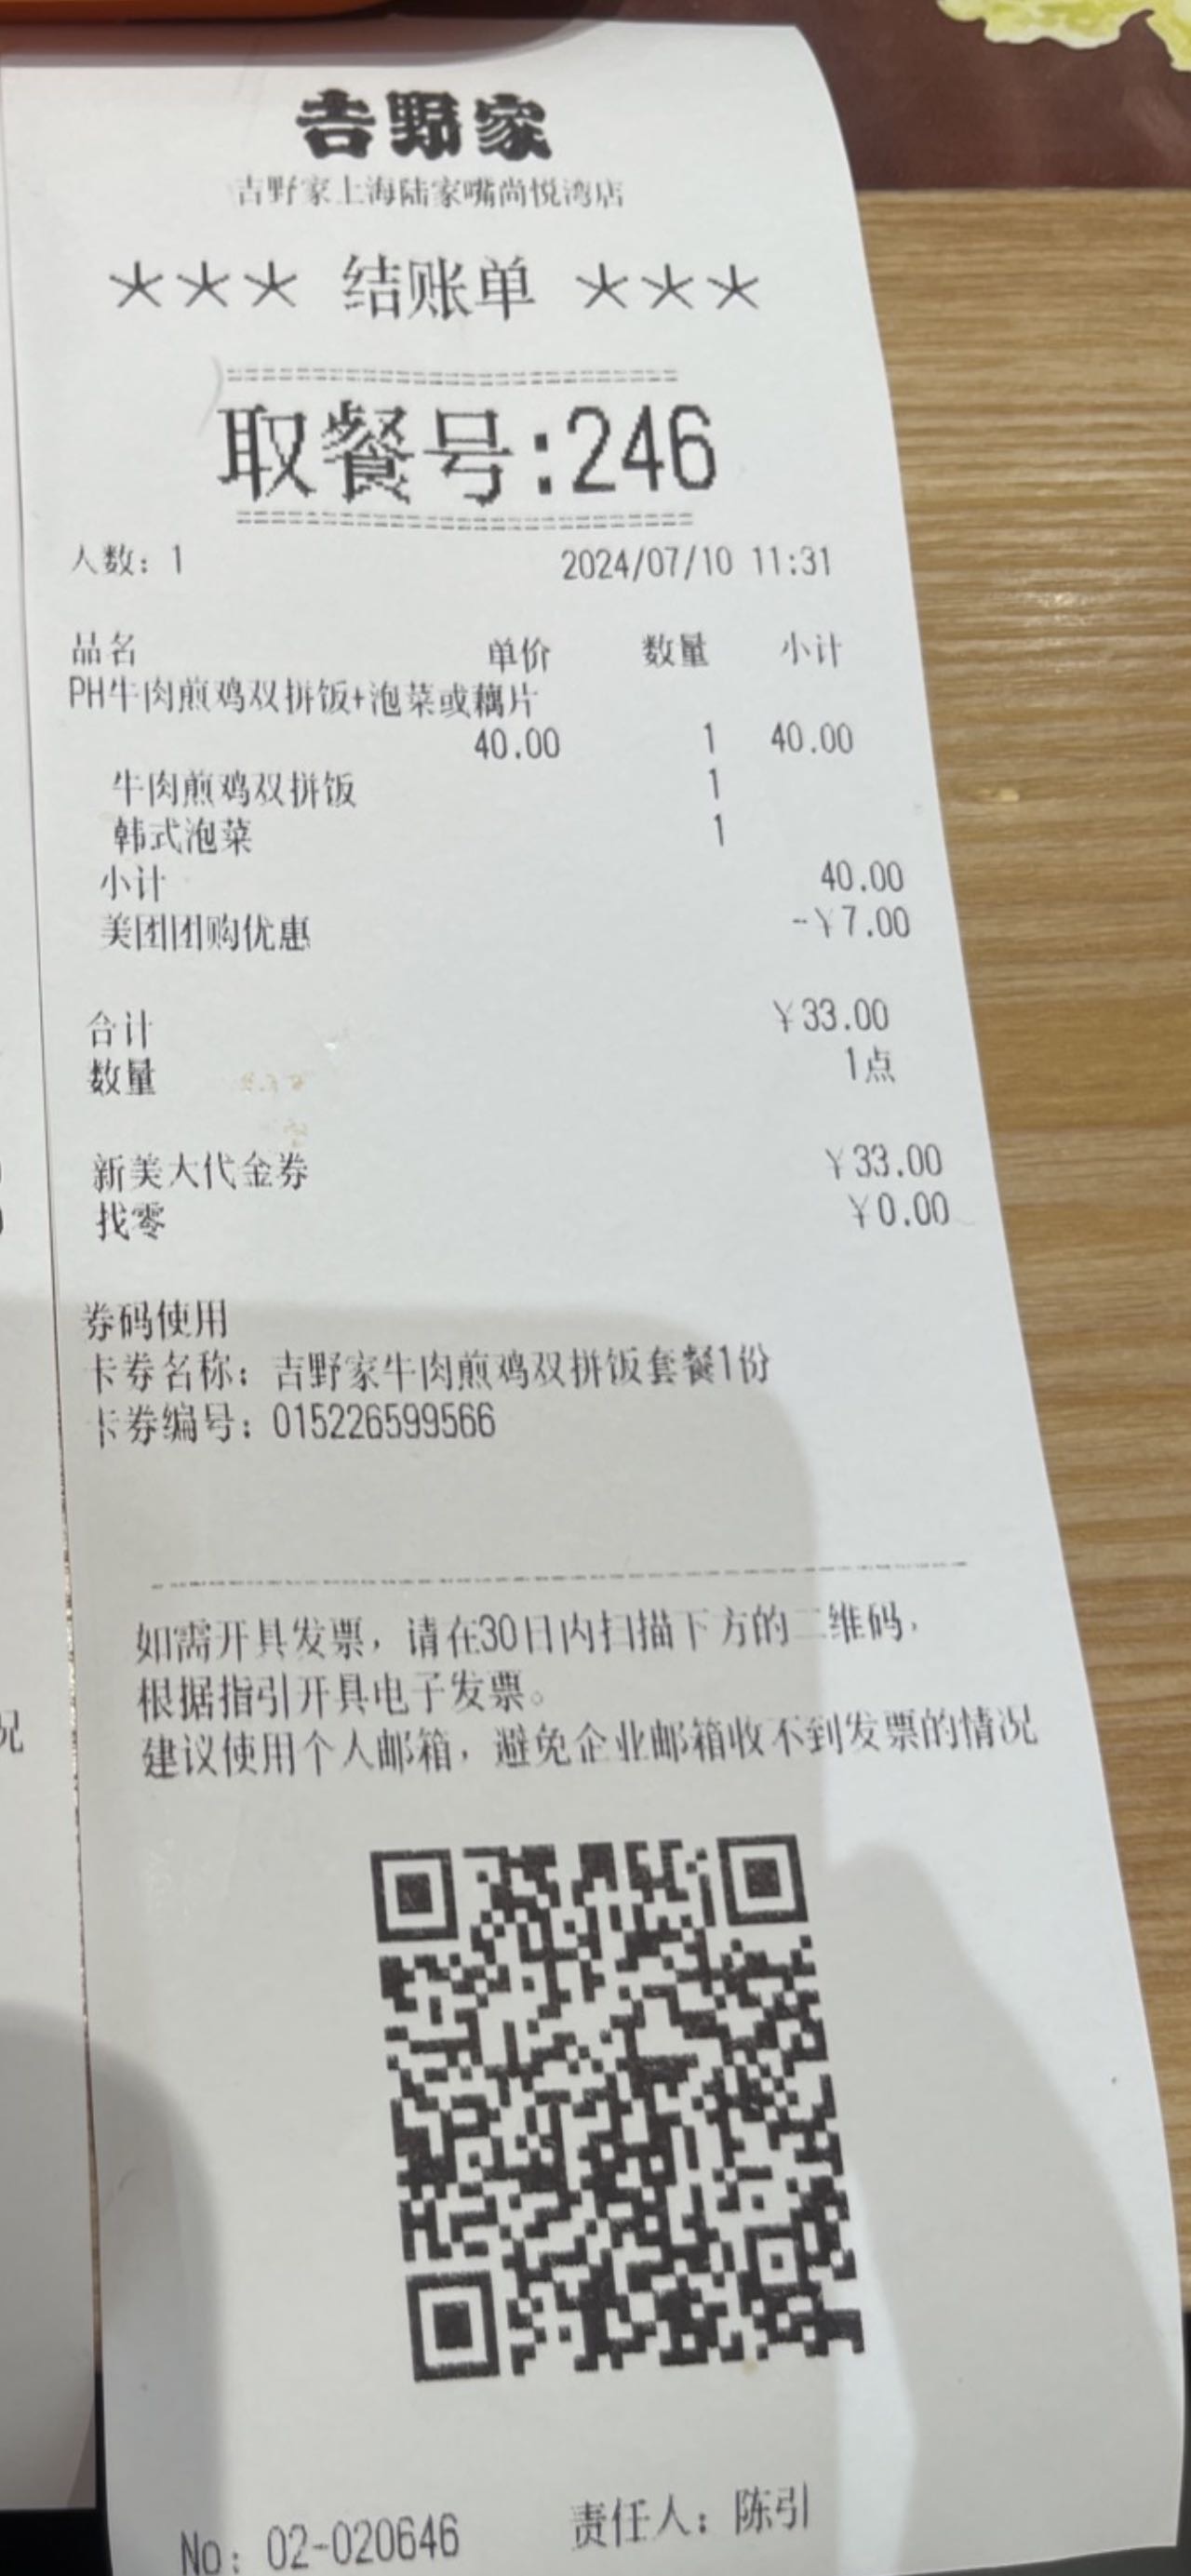 吉野家
吉野家上海陆家嘴尚悦湾店
*** 结账单 ***
取餐号:246
人数: 1 2024/07/10 11:31
品名 单价 数量 小计
PH牛肉煎鸡双拼饭+泡菜或藕片
40.00 1 40.00
牛肉煎鸡双拼饭 1
韩式泡菜 1
小计 40.00
美团团购优惠 -¥7.00
合计 ¥33.00
数量 1点
新美大代金券 ¥33.00
找零 ¥0.00
券码使用
卡券名称: 吉野家牛肉煎鸡双拼饭套餐1份
卡券编号: 015226599566
如需开具发票，请在30日内扫描下方的二维码，
根据指引开具电子发票。
建议使用个人邮箱，避免企业邮箱收不到发票的情况
No: 02-020646 责任人: 陈引
况